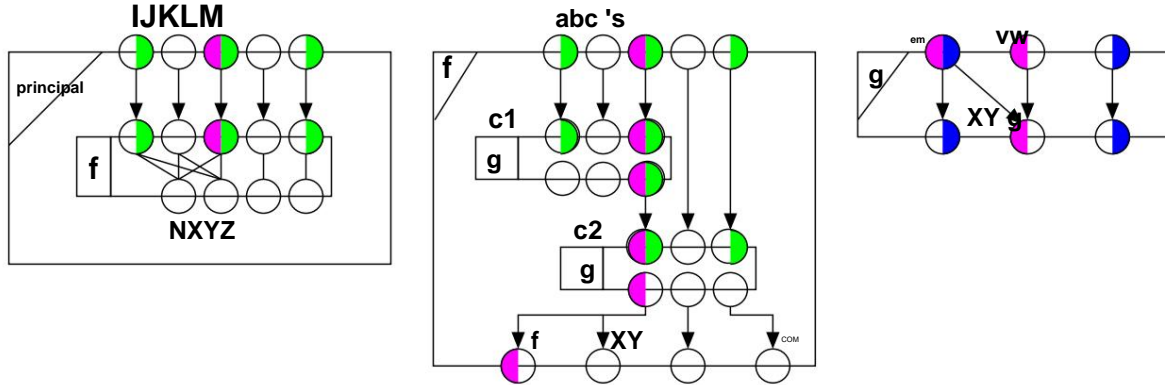 IJKLM
principal
f
NXYZ
abc 's
f
c1
g
c2
g
f XY COM
em vw
g
XY g